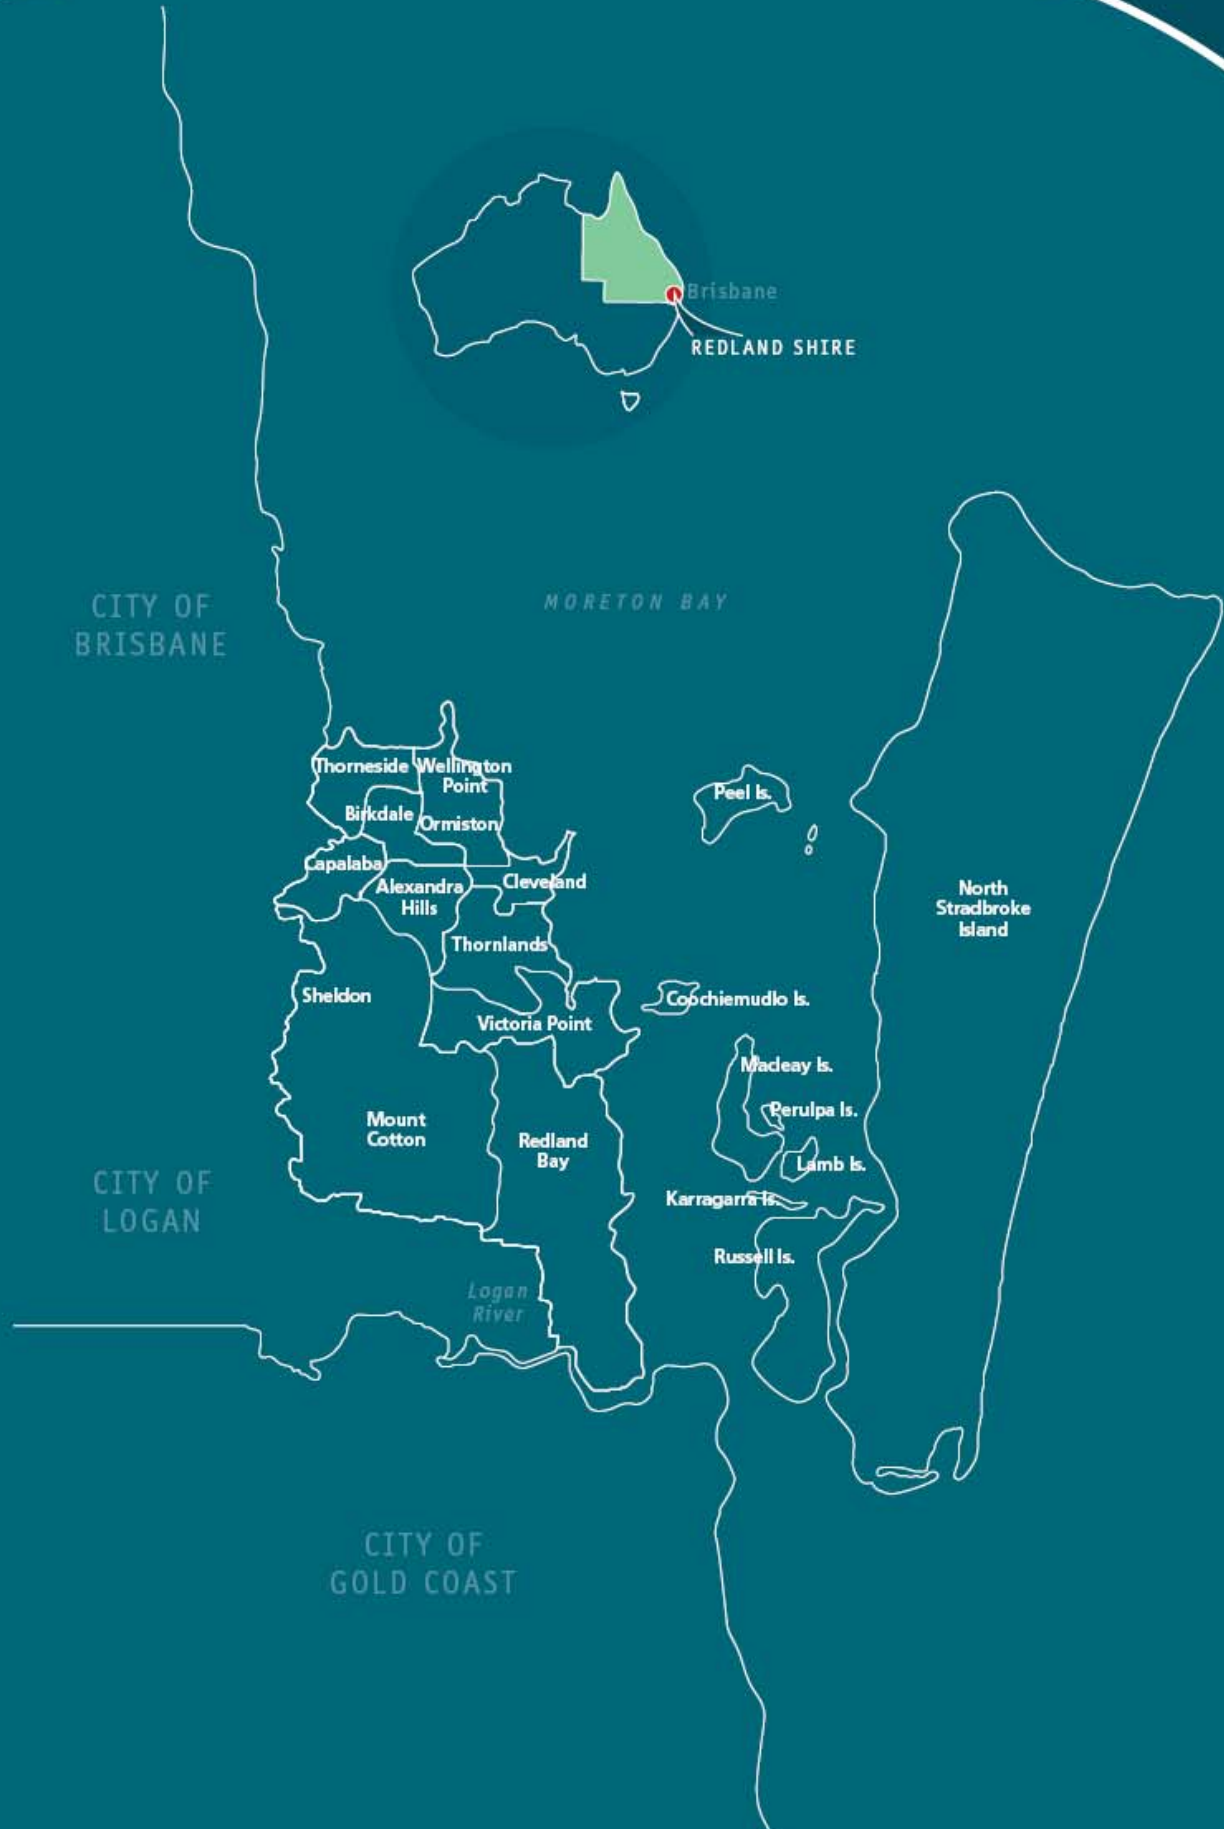 Brisbane
REDLAND SHIRE
CITY OF
BRISBANE
MORETON BAY
Thorneside
Wellington
Point
Peel Is.
Birkdale
Ormiston
Capalaba
Cleveland
Alexandra
Hills
North
Stradbroke
Island
Thornlands
Sheldon
Coochiemudlo Is.
Victoria Point
Macleay Is.
Perulpa Is.
Mount
Cotton
Redland
Bay
Lamb Is.
CITY OF
LOGAN
Karragarra Is.
Russell Is.
Logan
River
CITY OF
GOLD COAST